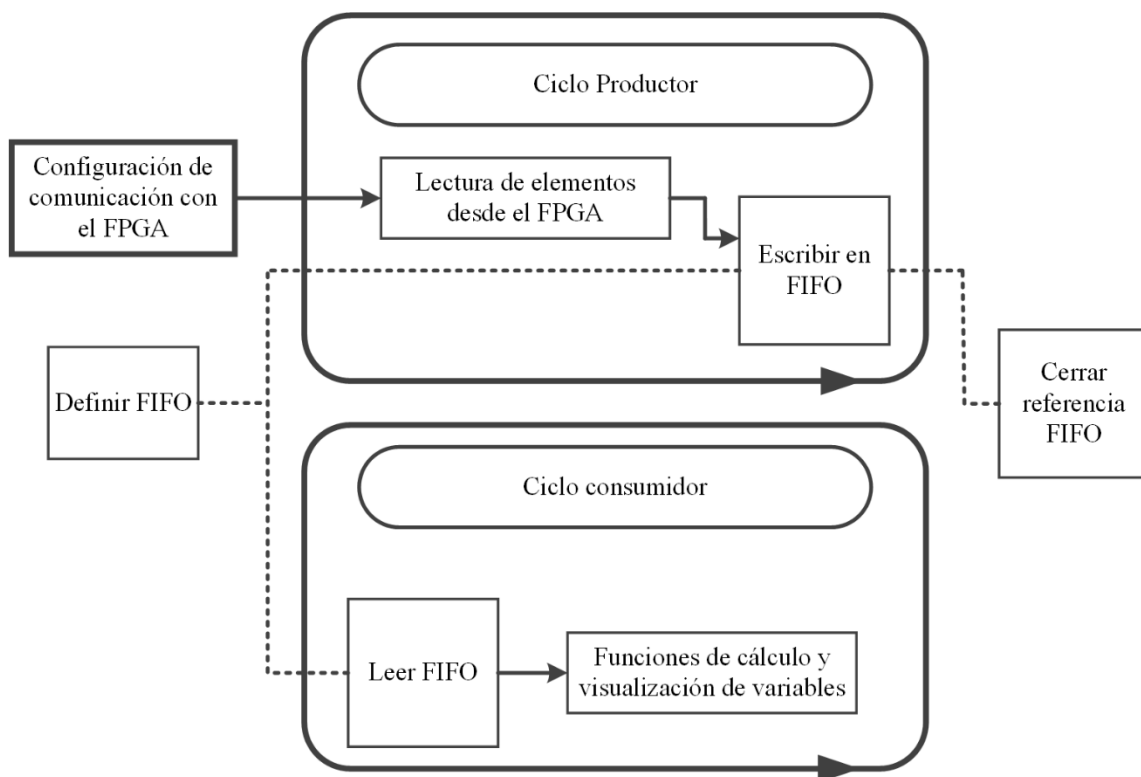 Ciclo Productor
Configuración de
comunicación con
el FPGA
Lectura de elementos
desde el FPGA
Escribir en
FIFO
Definir FIFO
Cerrar
referencia
FIFO
Ciclo consumidor
Leer FIFO
Funciones de cálculo y
visualización de variables